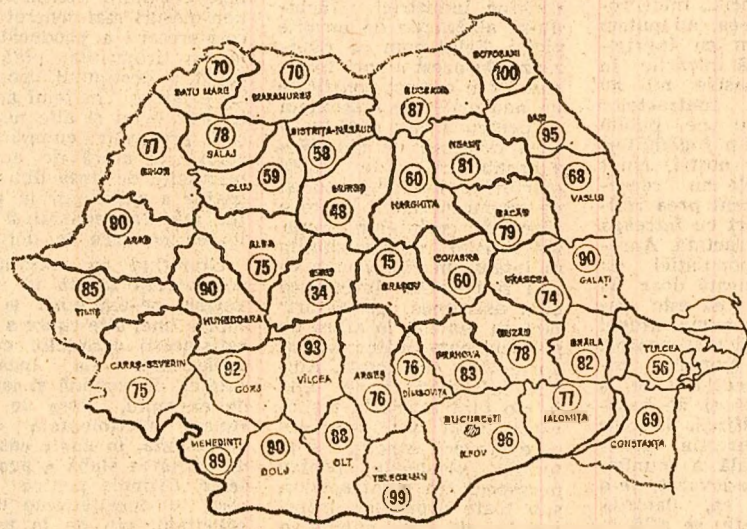 70
SATU MARE
70
MARAMUREȘ
SUCEAVA
87
BOTOȘANI
100
77
BIHOR
78
SĂLAJ
BISTRIȚA-NĂSĂUD
58
CLUJ
59
MUREȘ
48
60
HARGHITA
NEAMȚ
81
IAȘI
95
68
VASLUI
BACĂU
79
80
ARAD
ALBA
75
SIBIU
34
15
BRAȘOV
COVASNA
60
VRANCEA
74
90
GALAȚI
85
TIMIȘ
90
HUNEDOARA
CARAȘ-SEVERIN
75
92
GORJ
93
VÎLCEA
ARGEȘ
76
76
DÎMBOVIȚA
PRAHOVA
83
BUZĂU
78
BRĂILA
82
TULCEA
56
MEHEDINȚI
89
DOLJ
88
OLT
TELEORMAN
99
BUCUREȘTI
ILFOV
96
77
IALOMIȚA
69
CONSTANȚA